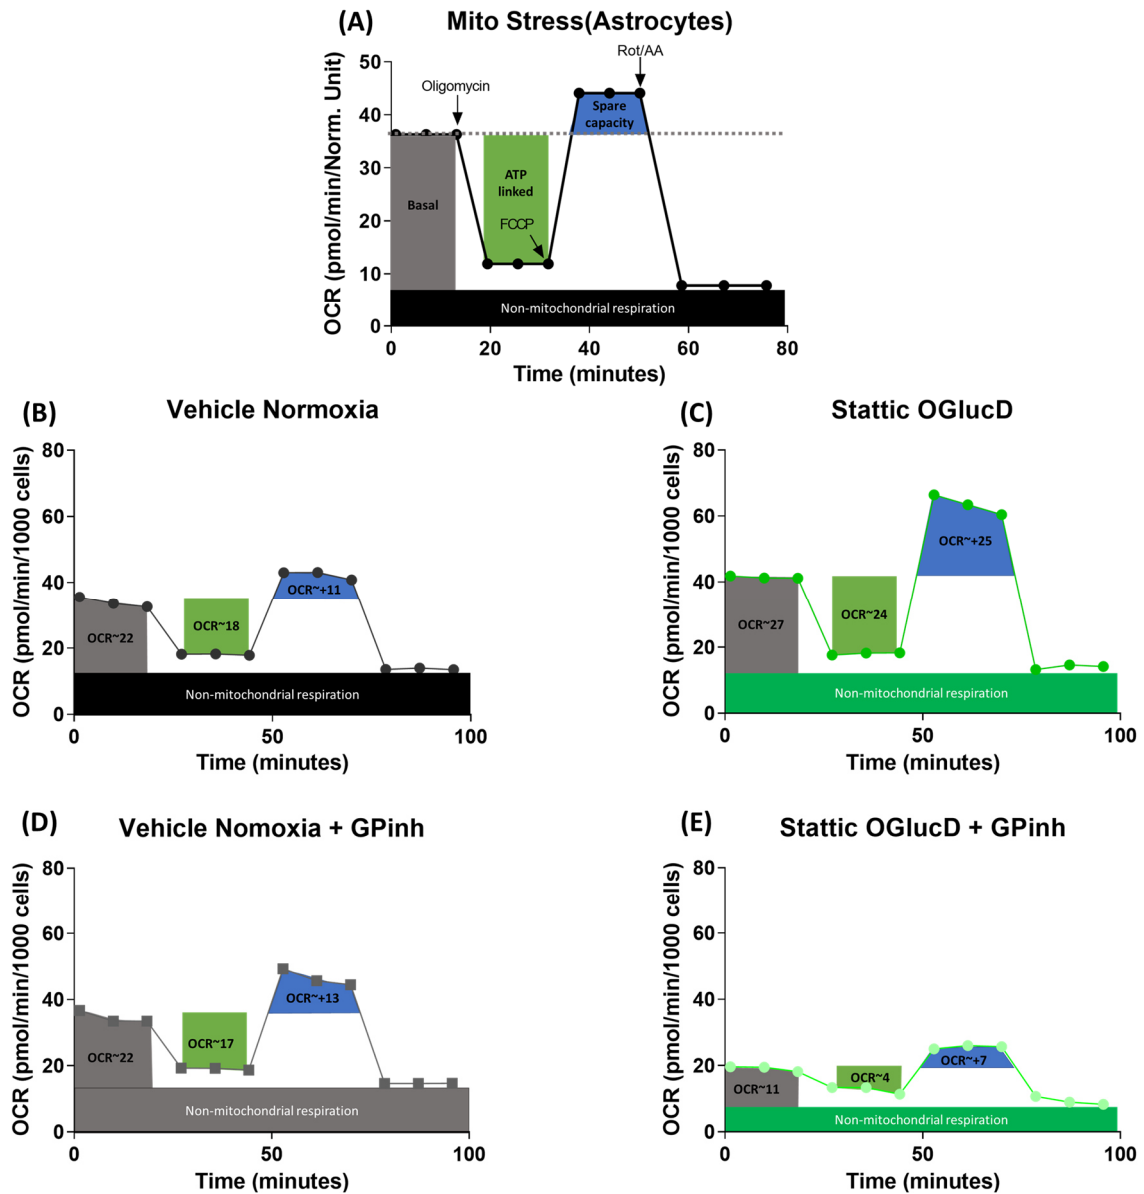 (A)
Mito Stress(Astrocytes)
OCR (pmol/min/Norm. Unit)
50
40
30
20
10
0
Oligomycin
Rot/AA
Spare
capacity
ATP
linked
Basal
FCCP
Non-mitochondrial respiration
0 20 40 60 80
Time (minutes)
(B)
Vehicle Normoxia
OCR (pmol/min/1000 cells)
80
60
40
20
0
OCR~22
OCR~18
OCR~+11
Non-mitochondrial respiration
0 50 100
Time (minutes)
(C)
Stattic OGlucD
OCR (pmol/min/1000 cells)
80
60
40
20
0
OCR~27
OCR~24
OCR~+25
Non-mitochondrial respiration
0 50 100
Time (minutes)
(D)
Vehicle Nomoxia + GPinh
OCR (pmol/min/1000 cells)
80
60
40
20
0
OCR~22
OCR~17
OCR~+13
Non-mitochondrial respiration
0 50 100
Time (minutes)
(E)
Stattic OGlucD + GPinh
OCR (pmol/min/1000 cells)
80
60
40
20
0
OCR~11
OCR~4
OCR~+7
Non-mitochondrial respiration
0 50 100
Time (minutes)